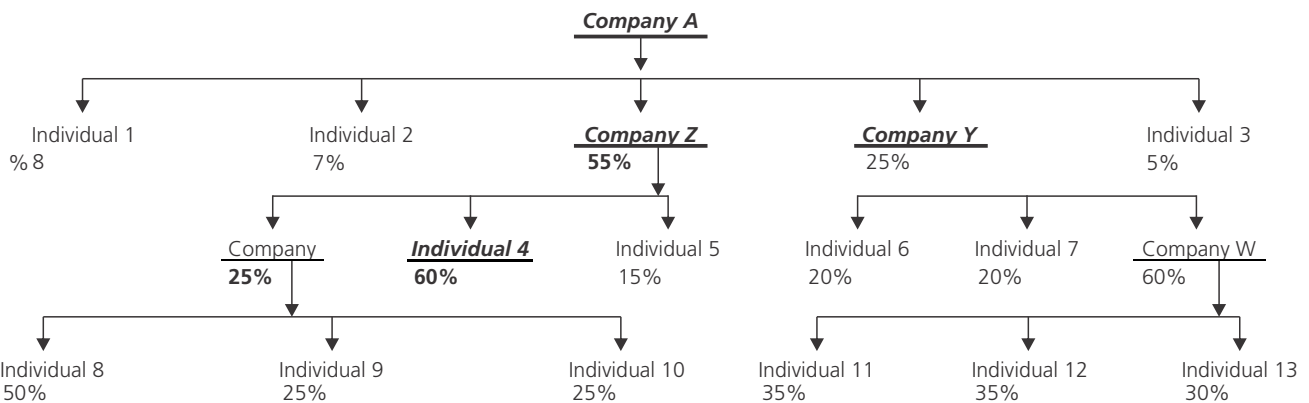 Company A
Individual 1 Individual 2 Company Z Company Y Individual 3
% 8 7% 55% 25% 5%
Company Individual 4 Individual 5 Individual 6 Individual 7 Company W
25% 60% 15% 20% 20% 60%
Individual 8 Individual 9 Individual 10 Individual 11 Individual 12 Individual 13
50% 25% 25% 35% 35% 30%